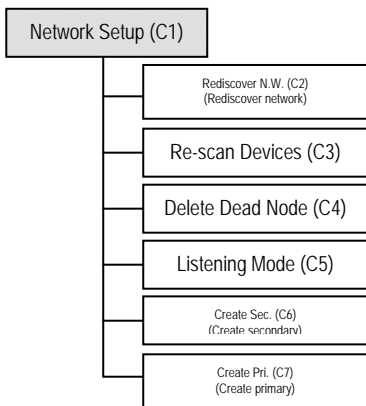 Network Setup (C1)
Rediscover N.W. (C2)
(Rediscover network)
Re-scan Devices (C3)
Delete Dead Node (C4)
Listening Mode (C5)
Create Sec. (C6)
(Create secondary)
Create Pri. (C7)
(Create primary)